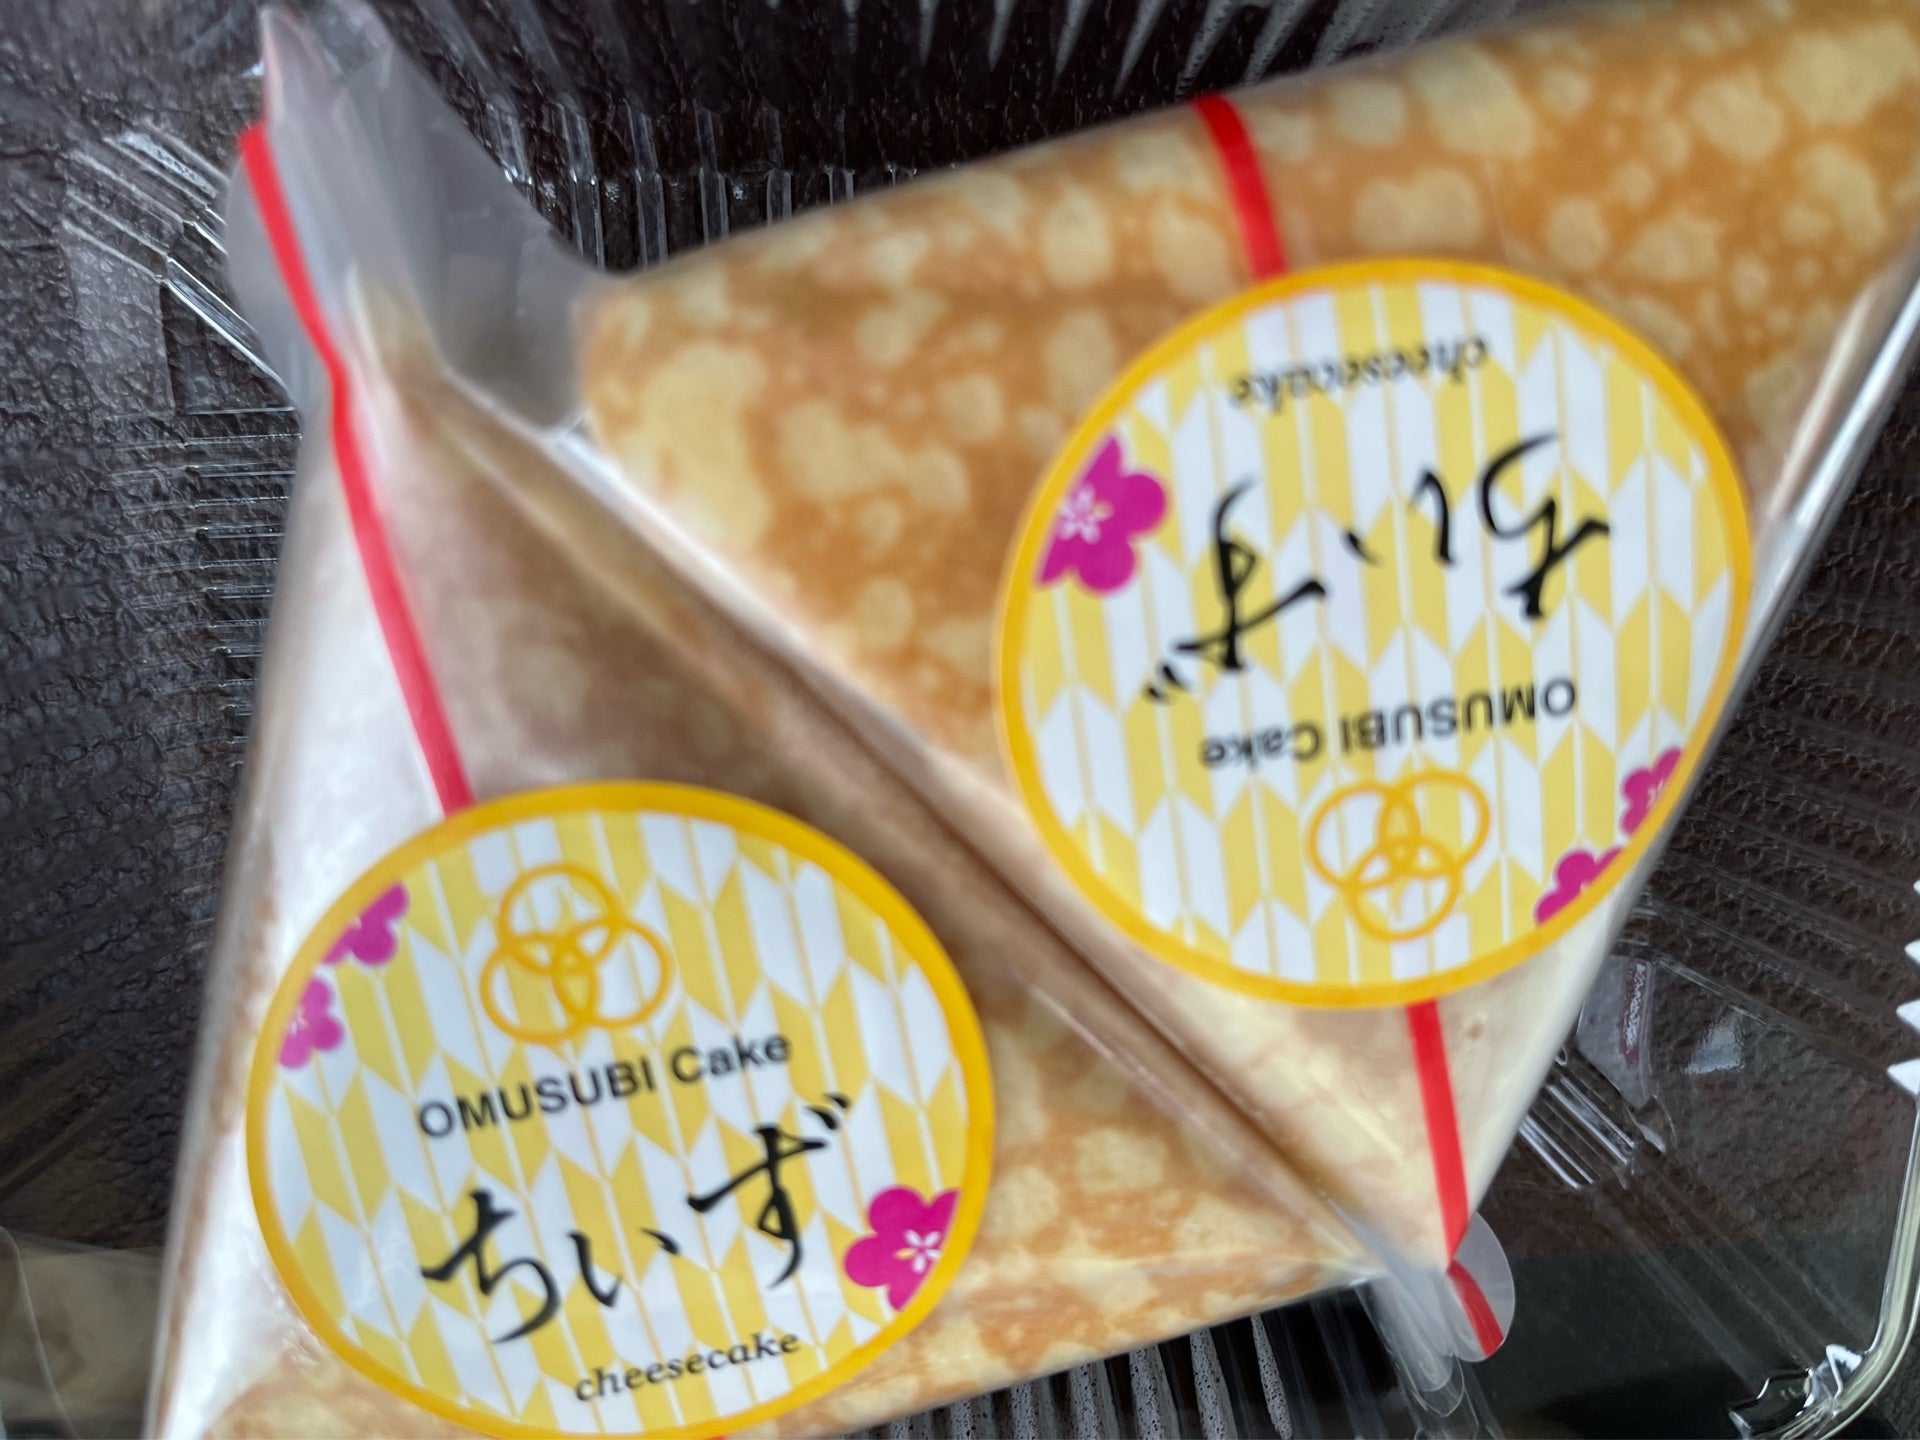 OMUSUBI Cake
ちいず
cheesecake
OMUSUBI Cake
ちいず
cheesecake